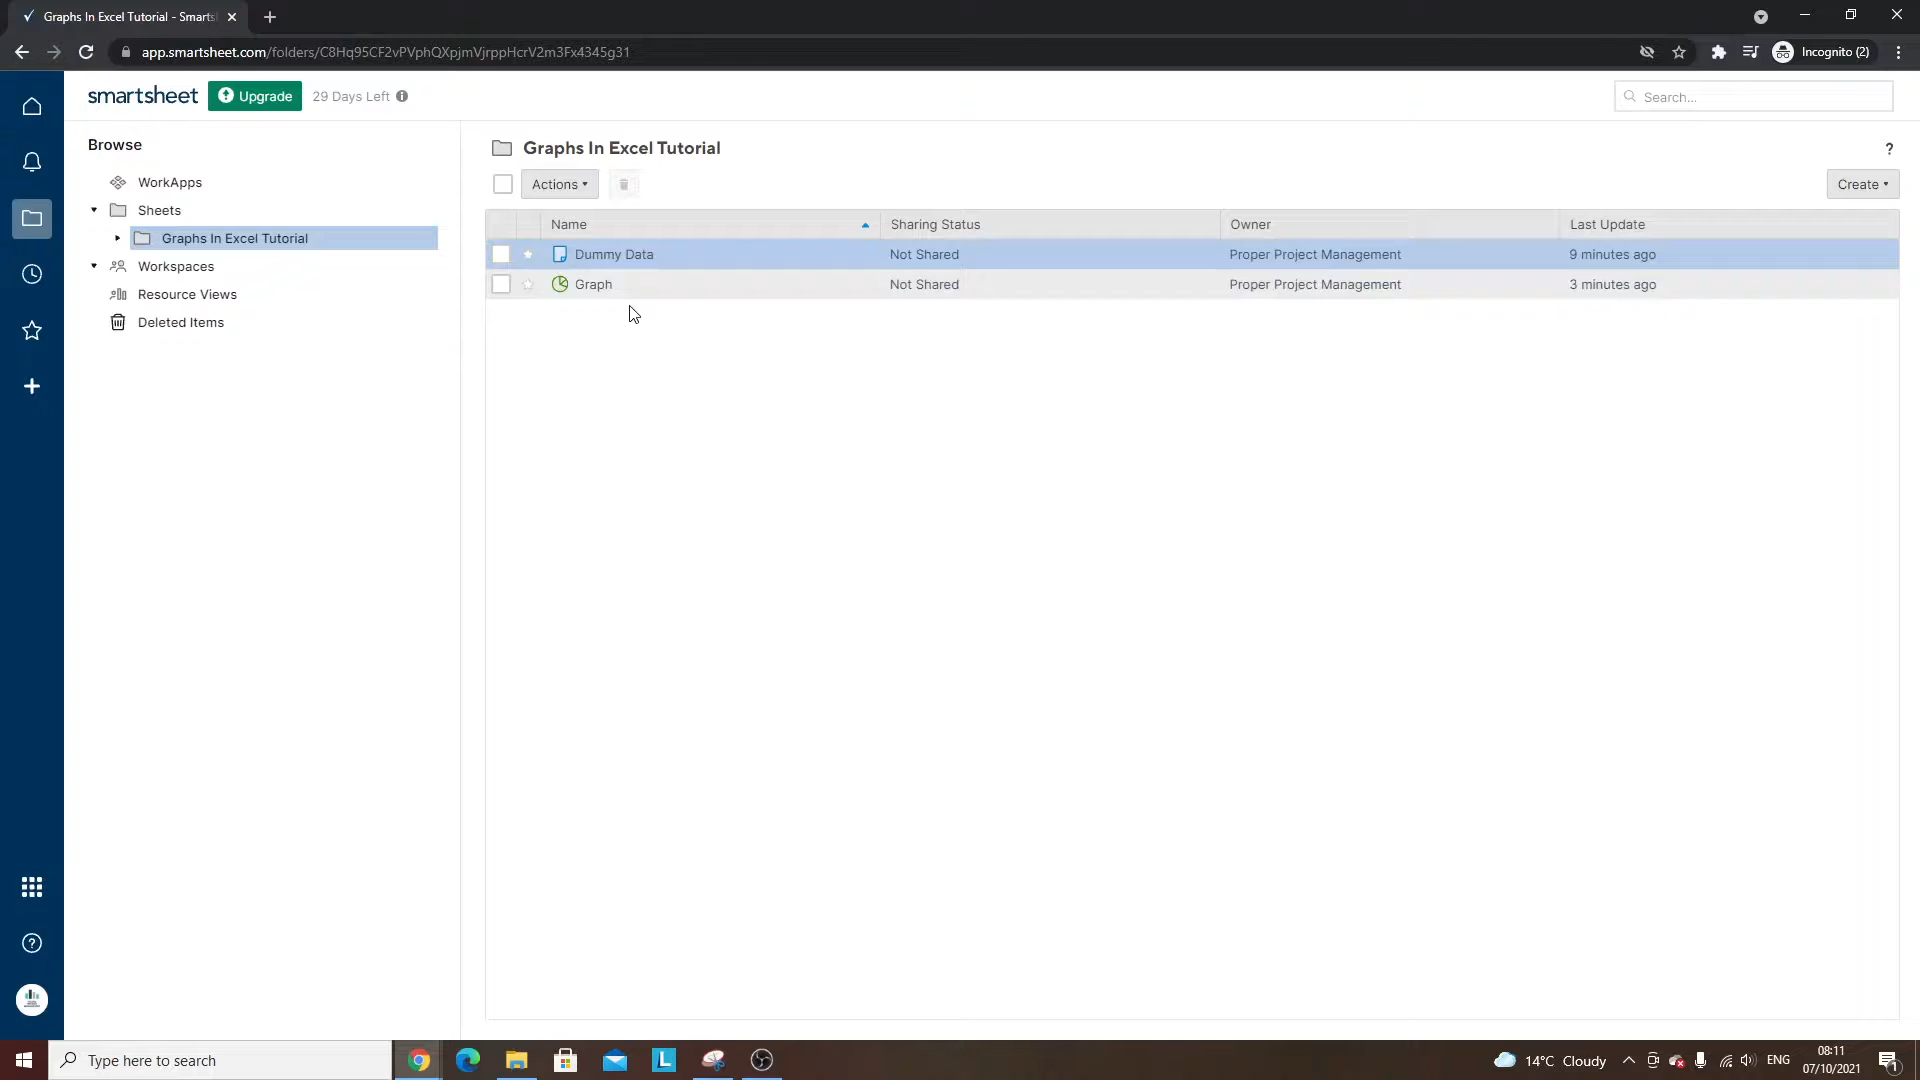 Graphs In Excel Tutorial - Smarts
app.smartsheet.com/folders/C8Hq95CF2vPVphQXpjmVjrppHcrV2m3Fx4345g31
Incognito (2)
smartsheet
Upgrade
29 Days Left
Search...
Browse
WorkApps
Sheets
Graphs In Excel Tutorial
Workspaces
Resource Views
Deleted Items
Graphs In Excel Tutorial
?
Actions
Create
Name Sharing Status Owner Last Update
Dummy Data Not Shared Proper Project Management 9 minutes ago
Graph Not Shared Proper Project Management 3 minutes ago
Type here to search
L
14°C Cloudy
ENG
08:11
07/10/2021
1